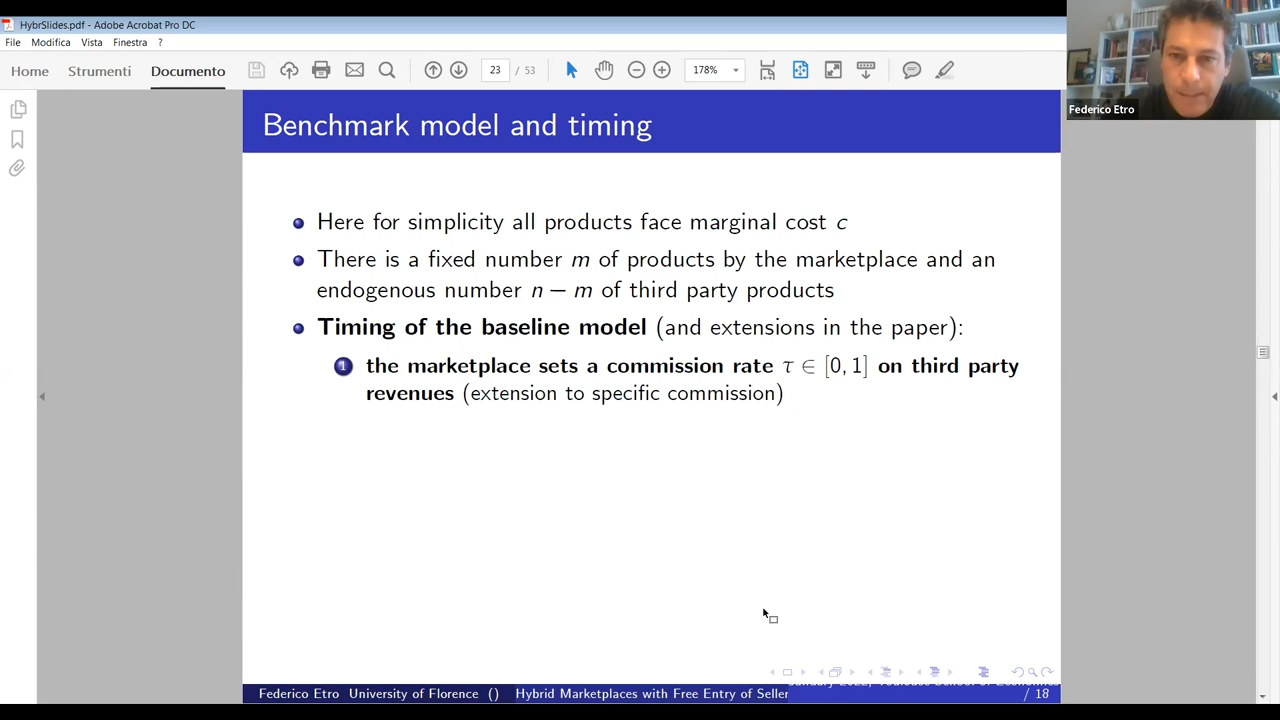 HybrSlides.pdf - Adobe Acrobat Pro DC
File Modifica Vista Finestra ?
Home Strumenti Documento 23 / 53 178%
Federico Etro
Benchmark model and timing
Here for simplicity all products face marginal cost c
There is a fixed number m of products by the marketplace and an
endogenous number n − m of third party products
Timing of the baseline model (and extensions in the paper):
1 the marketplace sets a commission rate τ ∈ [0, 1] on third party
revenues (extension to specific commission)
Federico Etro University of Florence () Hybrid Marketplaces with Free Entry of Seller
/ 18